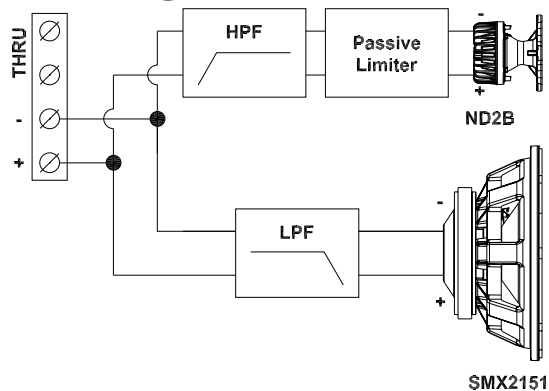 THRU
-
+
HPF
Passive
Limiter
-
+
ND2B
LPF
-
+
SMX2151